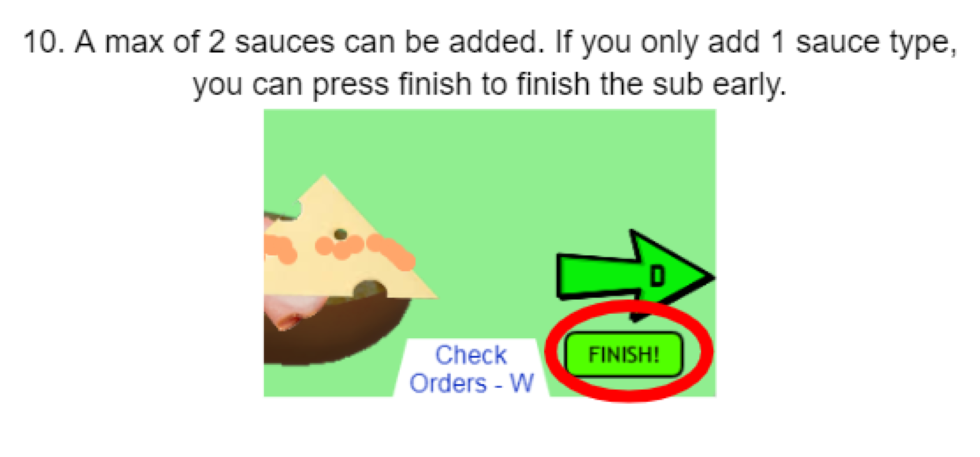 10. A max of 2 sauces can be added. If you only add 1 sauce type,
you can press finish to finish the sub early.
D
FINISH!
Check
Orders - W